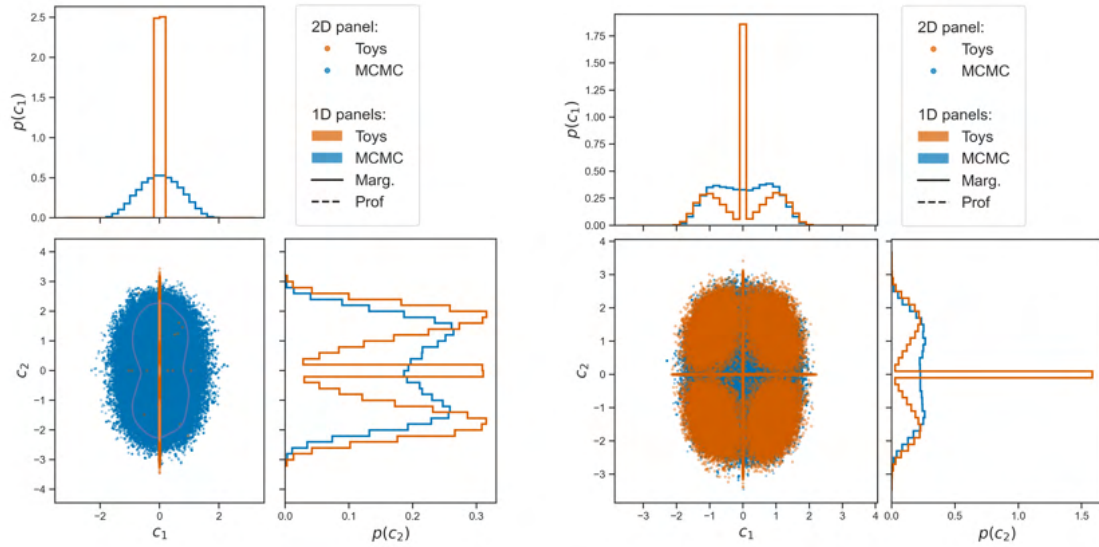 2.5
2.0
1.5
1.0
0.5
0.0
p(c₁)
2D panel:
Toys
MCMC
1D panels:
Toys
MCMC
Marg.
Prof
4
3
2
1
0
−1
−2
−3
−4
c₂
−2
0
2
c₁
0.0
0.1
0.2
0.3
p(c₂)
1.75
1.50
1.25
1.00
0.75
0.50
0.25
0.00
p(c₁)
2D panel:
Toys
MCMC
1D panels:
Toys
MCMC
Marg.
Prof
4
3
2
1
0
−1
−2
−3
c₂
−3
−2
−1
0
1
2
3
4
c₁
0.0
0.5
1.0
1.5
p(c₂)